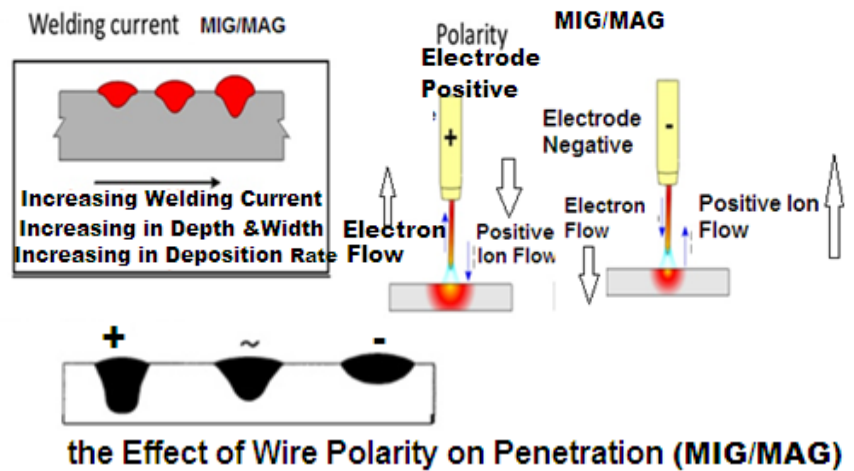 Welding current MIG/MAG
Increasing Welding Current
Increasing in Depth &Width
Increasing in Deposition Rate
Polarity
MIG/MAG
Electrode
Positive
+
Electron
Flow
Positive
Ion Flow
Electrode
Negative
-
Electron
Flow
Positive Ion
Flow
+ ~ -
the Effect of Wire Polarity on Penetration (MIG/MAG)